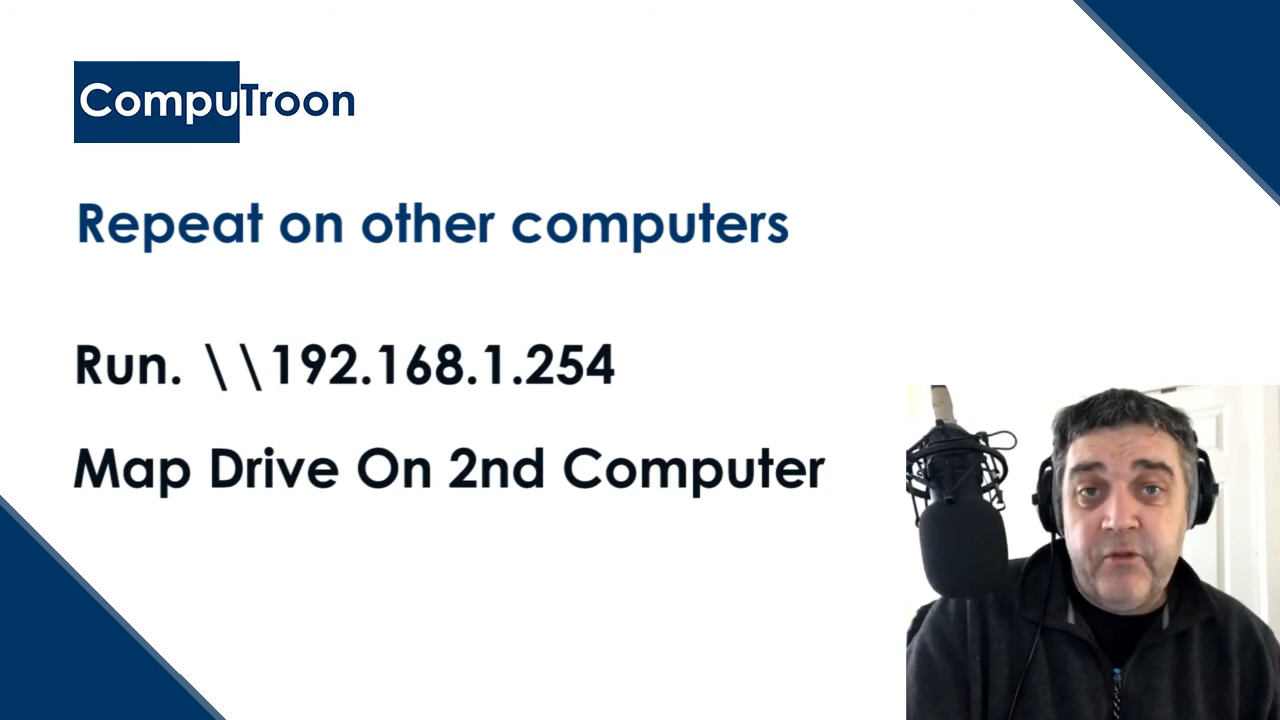 CompuTroon
Repeat on other computers
Run. \\192.168.1.254
Map Drive On 2nd Computer